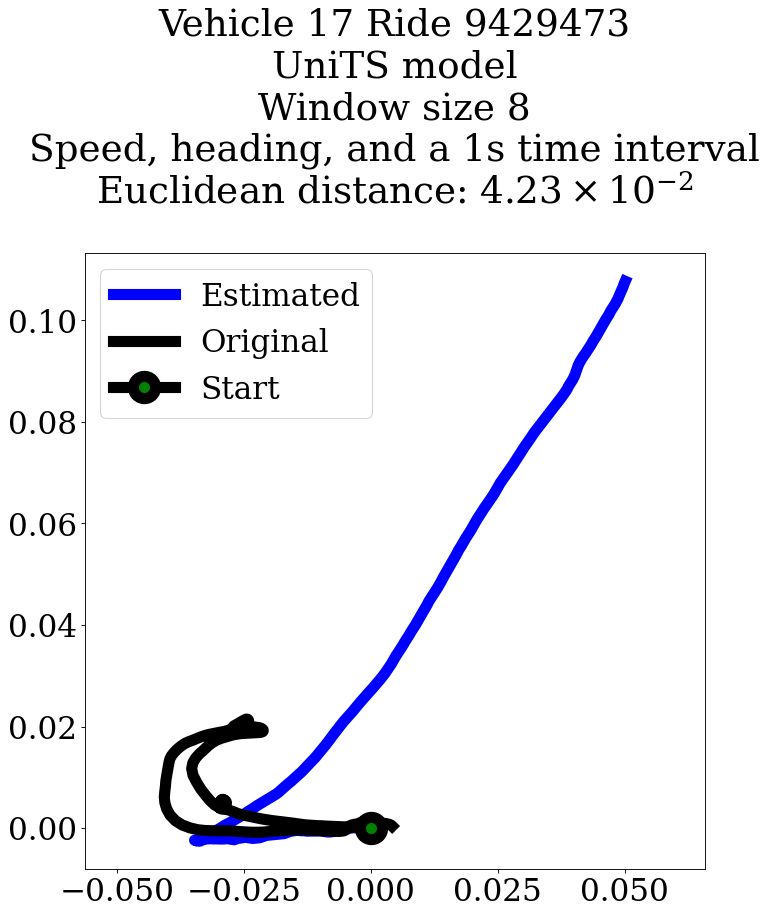 Vehicle 17 Ride 9429473
UniTS model
Window size 8
Speed, heading, and a 1s time interval
Euclidean distance: 4.23 × 10⁻²
Estimated
Original
Start
0.10
0.08
0.06
0.04
0.02
0.00
−0.050 −0.025 0.000 0.025 0.050